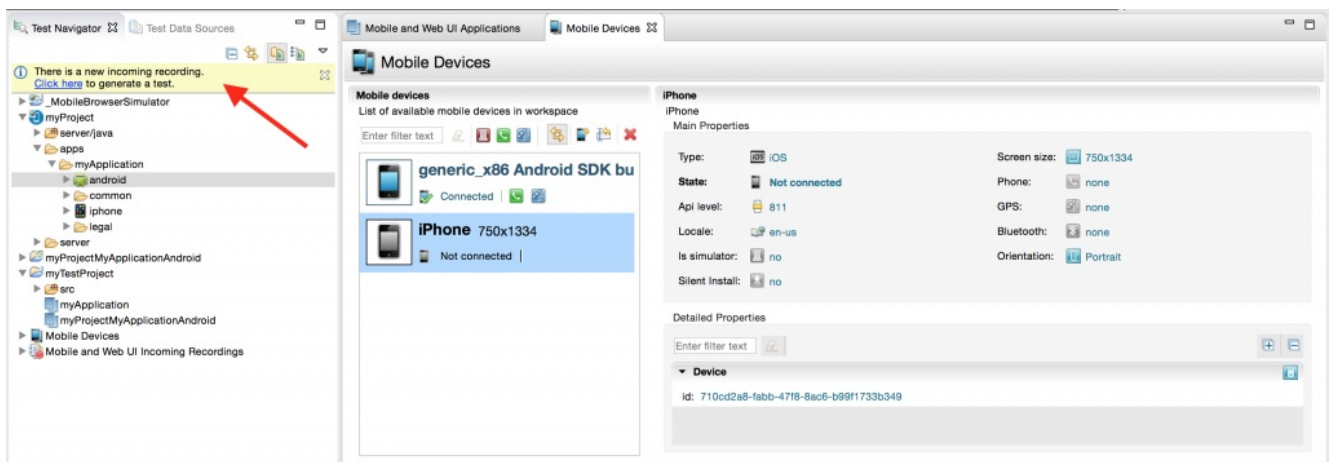 Test Navigator
Test Data Sources
There is a new incoming recording.
Click here to generate a test.
_MobileBrowserSimulator
myProject
server/java
apps
myApplication
android
common
iphone
legal
server
myProjectMyApplicationAndroid
myTestProject
src
myApplication
myProjectMyApplicationAndroid
Mobile Devices
Mobile and Web UI Incoming Recordings
Mobile and Web UI Applications
Mobile Devices
Mobile Devices
Mobile devices
List of available mobile devices in workspace
Enter filter text
generic_x86 Android SDK bu
Connected
iPhone 750x1334
Not connected
iPhone
iPhone
Main Properties
Type: iOS iOS
Screen size: 750x1334
State: Not connected
Phone: none
Api level: 811
GPS: none
Locale: en-us
Bluetooth: none
Is simulator: no
Orientation: Portrait
Silent Install: no
Detailed Properties
Enter filter text
Device
id: 710cd2a8-fabb-47f8-8ac6-b99f1733b349